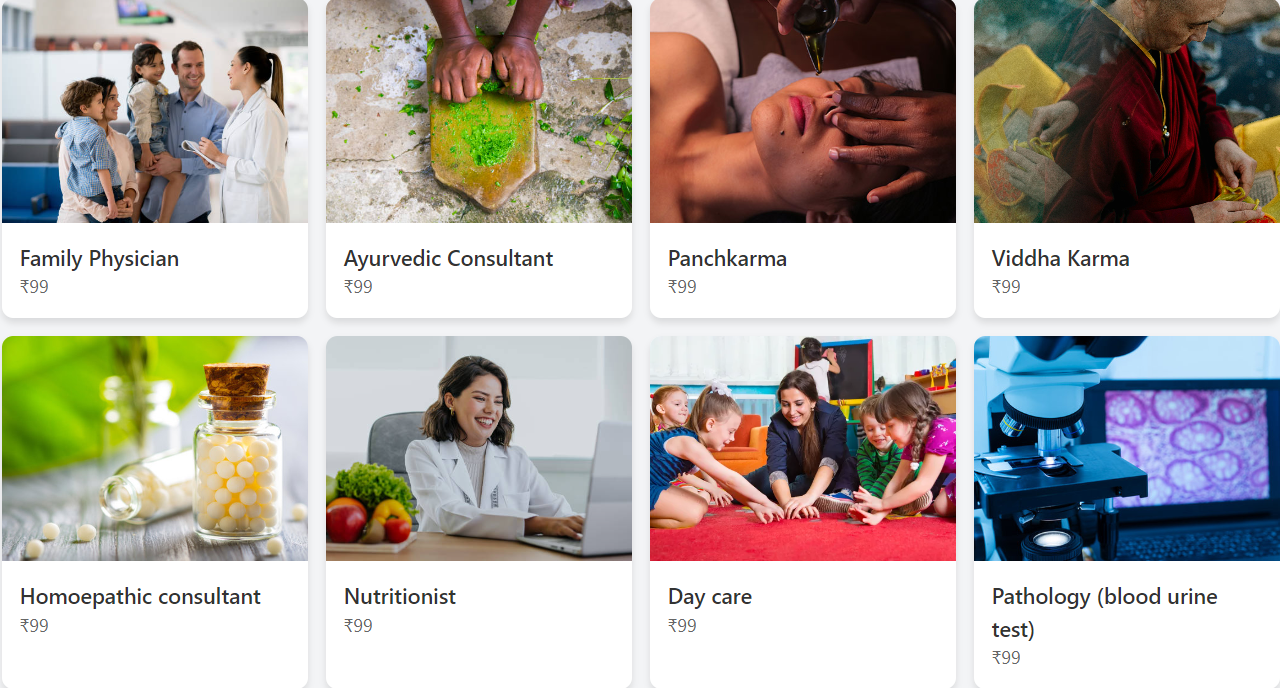 Family Physician
₹99
Ayurvedic Consultant
₹99
Panchkarma
₹99
Viddha Karma
₹99
Homoepathic consultant
₹99
Nutritionist
₹99
Day care
₹99
Pathology (blood urine
test)
₹99